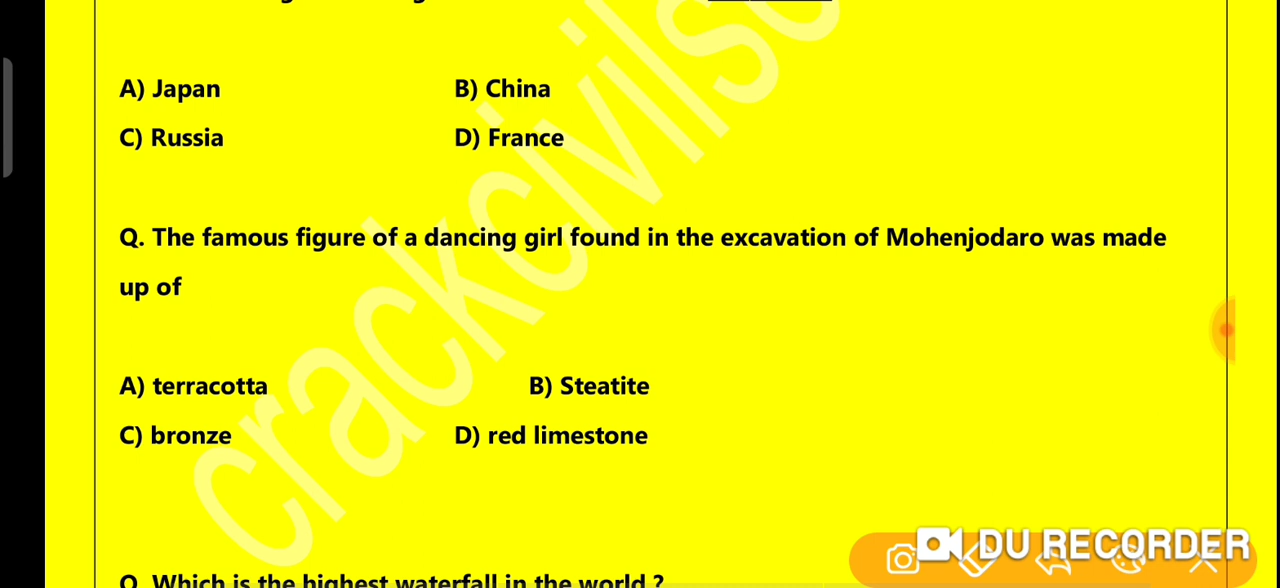 A) Japan B) China
C) Russia D) France
Q. The famous figure of a dancing girl found in the excavation of Mohenjodaro was made
up of
A) terracotta B) Steatite
C) bronze D) red limestone
DU RECORDER
Q. Which is the highest waterfall in the world ?